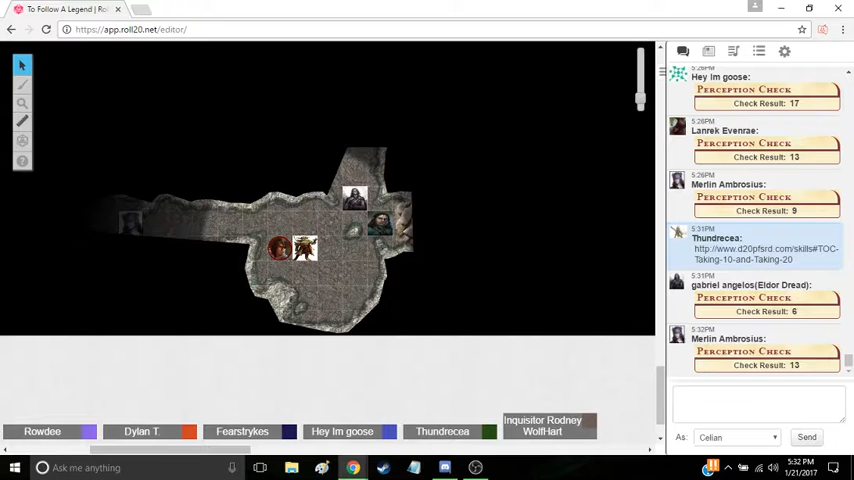 To Follow A Legend | Rol
https://app.roll20.net/editor/
5:26PM
Hey Im goose:
PERCEPTION CHECK
Check Result: 17
5:26PM
Lanrek Evenrae:
PERCEPTION CHECK
Check Result: 13
5:26PM
Merlin Ambrosius:
PERCEPTION CHECK
Check Result: 9
5:31PM
Thundrecea:
http://www.d20pfsrd.com/skills#TOC-
Taking-10-and-Taking-20
5:31PM
gabriel angelos(Eldor Dread):
PERCEPTION CHECK
Check Result: 6
5:32PM
Merlin Ambrosius:
PERCEPTION CHECK
Check Result: 13
Rowdee
Dylan T.
Fearstrykes
Hey Im goose
Thundrecea
Inquisitor Rodney
WolfHart
As:
Celian
Send
Ask me anything
5:32 PM
1/21/2017